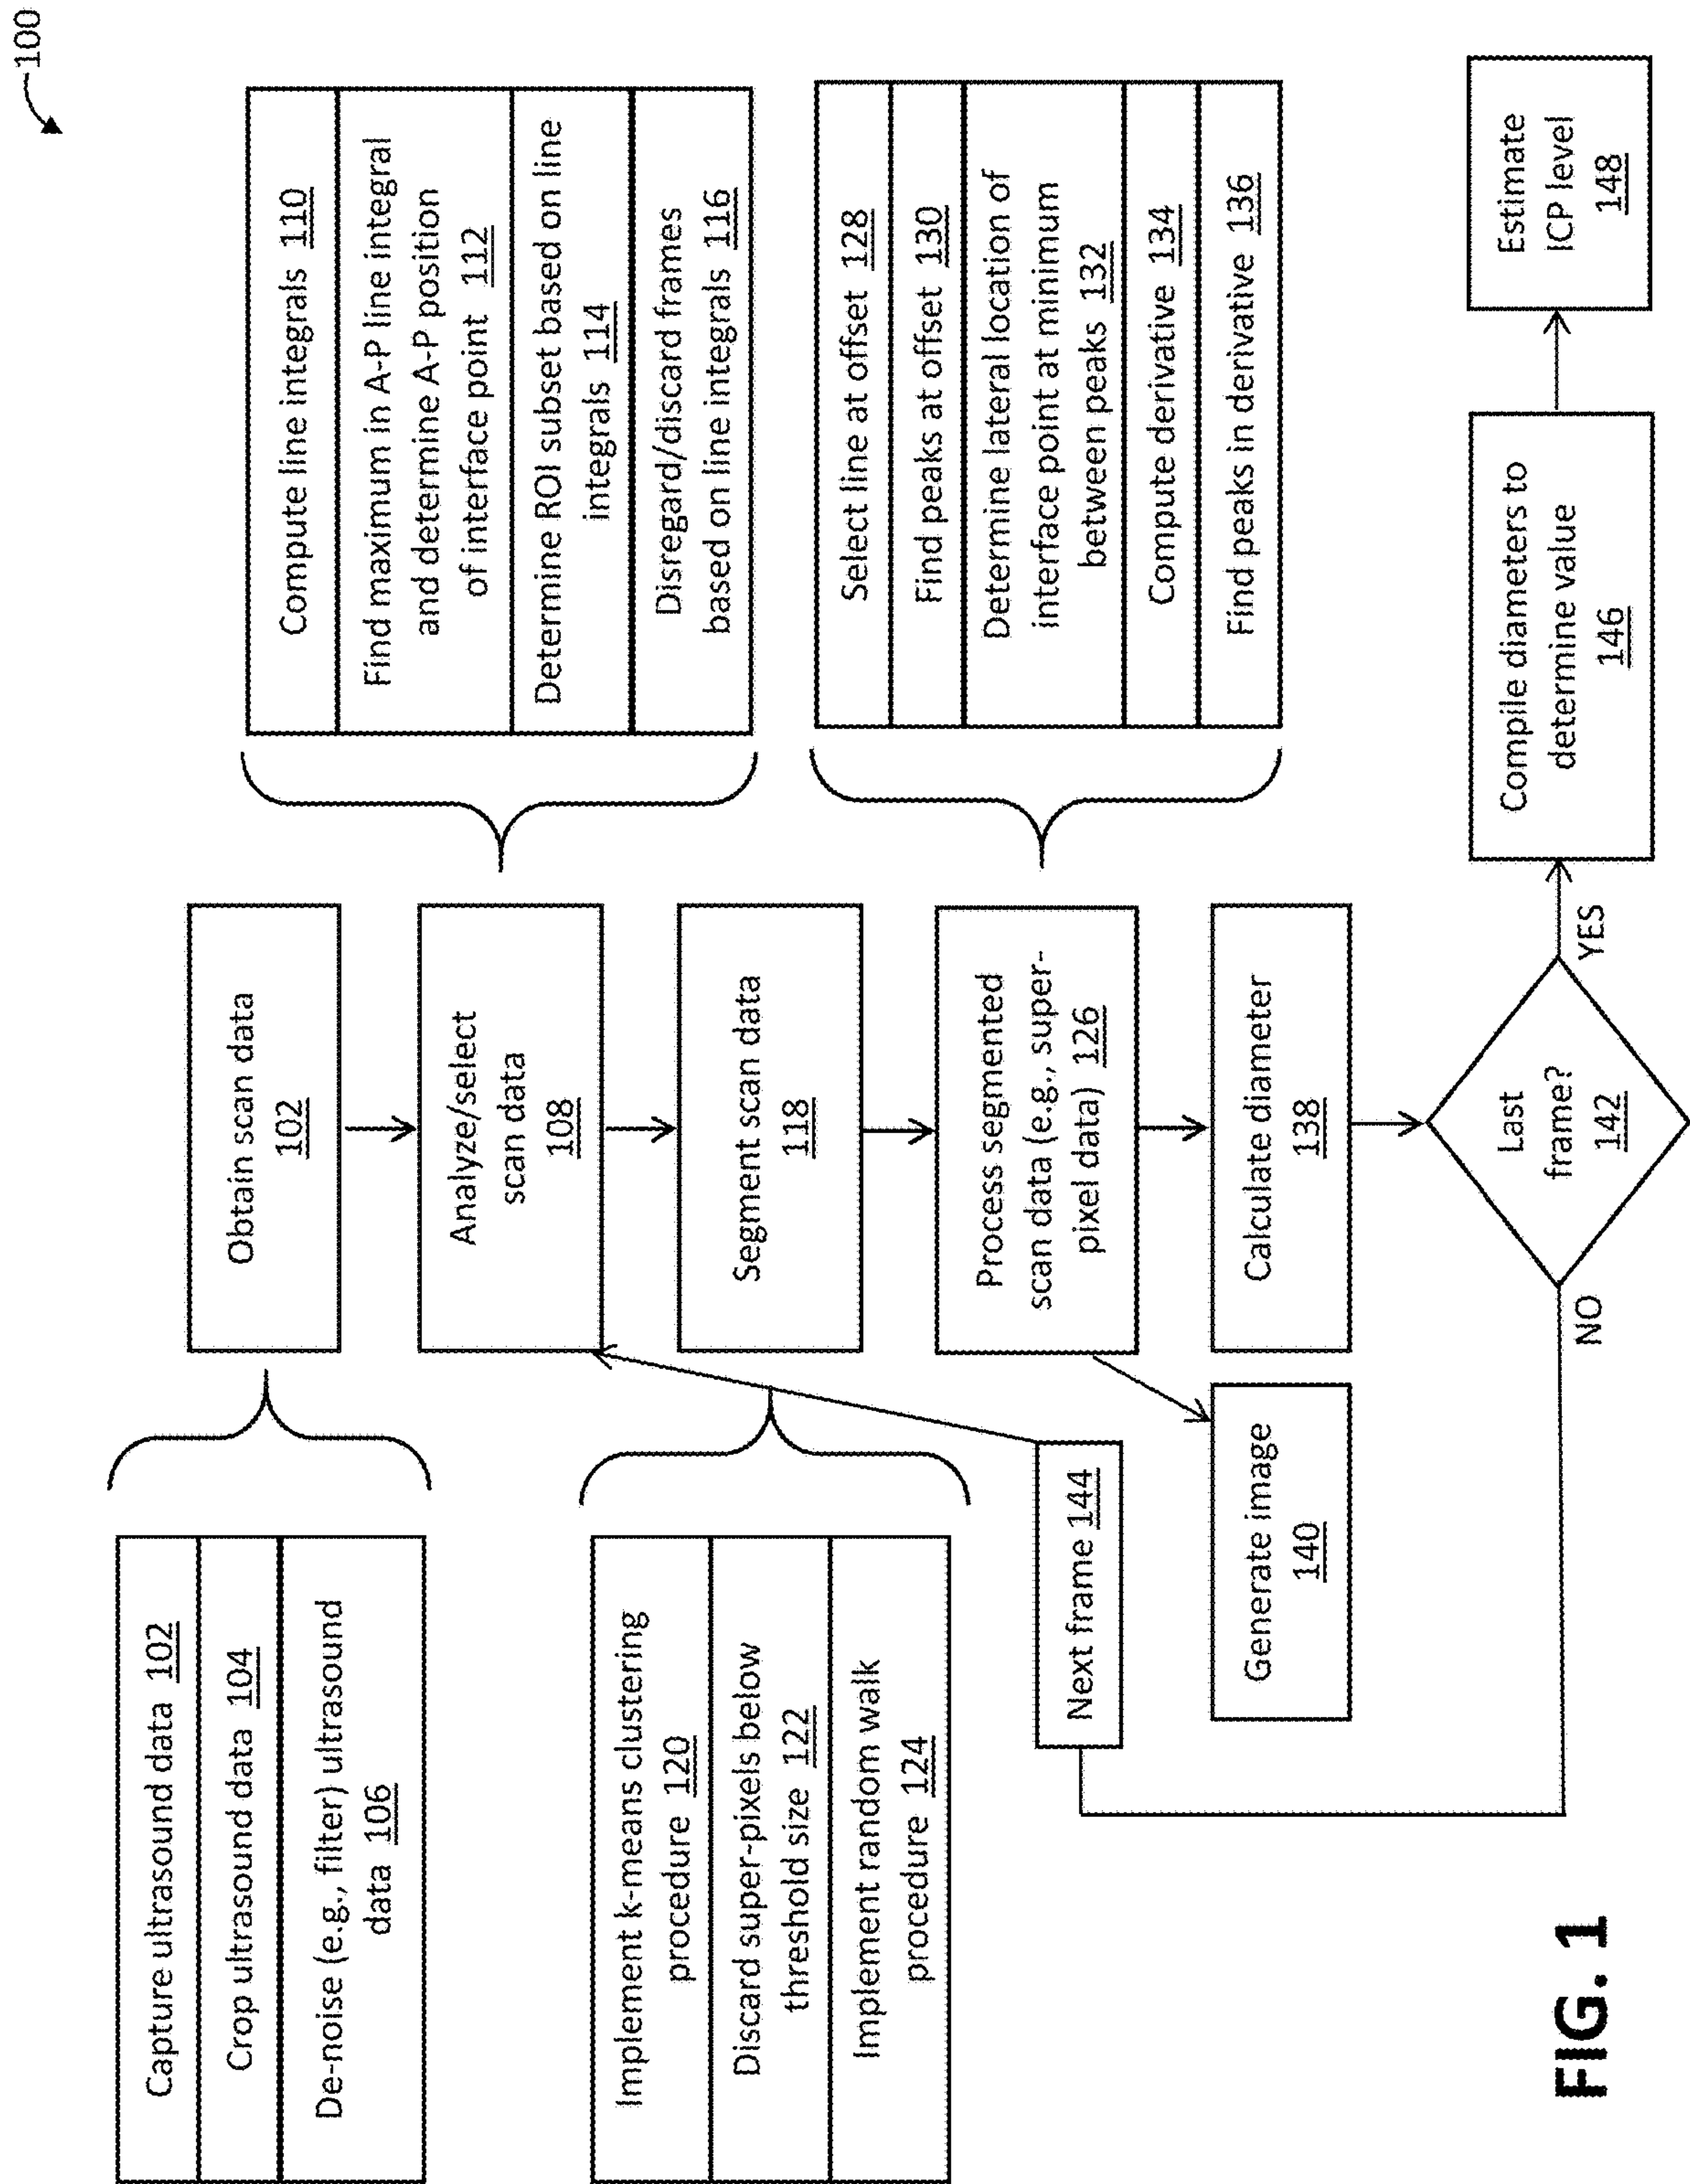 100
Capture ultrasound data 102
Crop ultrasound data 104
De-noise (e.g., filter) ultrasound
data 106
Obtain scan data
102
Analyze/select
scan data
108
Compute line integrals 110
Find maximum in A-P line integral
and determine A-P position
of interface point 112
Determine ROI subset based on line
integrals 114
Disregard/discard frames
based on line integrals 116
Implement k-means clustering
procedure 120
Discard super-pixels below
threshold size 122
Implement random walk
procedure 124
Segment scan data
118
Process segmented
scan data (e.g., super-
pixel data) 126
Select line at offset 128
Find peaks at offset 130
Determine lateral location of
interface point at minimum
between peaks 132
Compute derivative 134
Find peaks in derivative 136
Next frame 144
Generate image
140
Calculate diameter
138
Last
frame?
142
NO
YES
Compile diameters to
determine value
146
Estimate
ICP level
148
FIG. 1